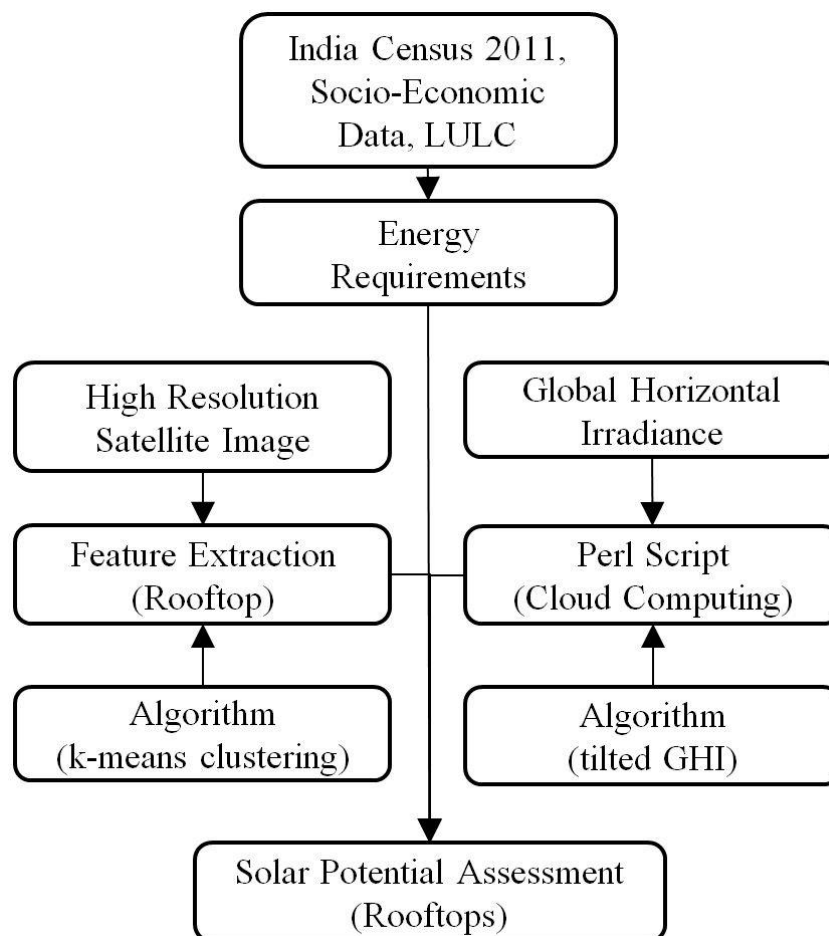 India Census 2011,
Socio-Economic
Data, LULC
Energy
Requirements
High Resolution
Satellite Image
Global Horizontal
Irradiance
Feature Extraction
(Rooftop)
Perl Script
(Cloud Computing)
Algorithm
(k-means clustering)
Algorithm
(tilted GHI)
Solar Potential Assessment
(Rooftops)